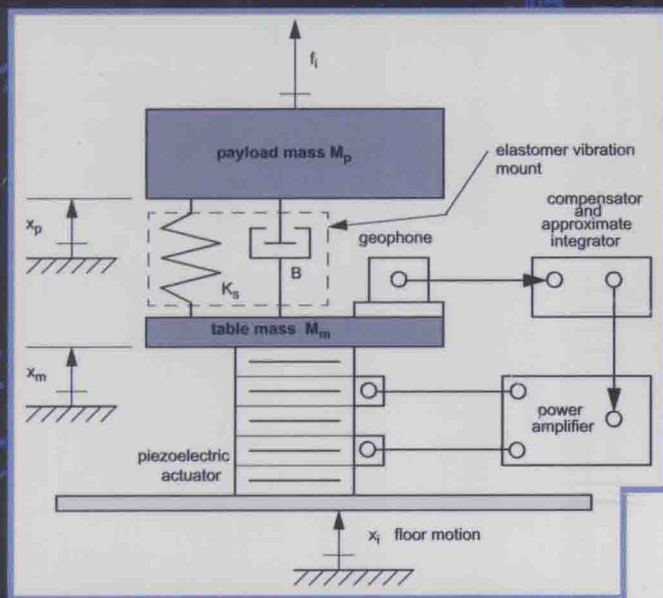 f_i
payload mass M_p
elastomer vibration
mount
compensator
and
approximate
integrator
x_p
geophone
K_s
B
table mass M_m
x_m
power
amplifier
piezoelectric
actuator
x_i floor motion